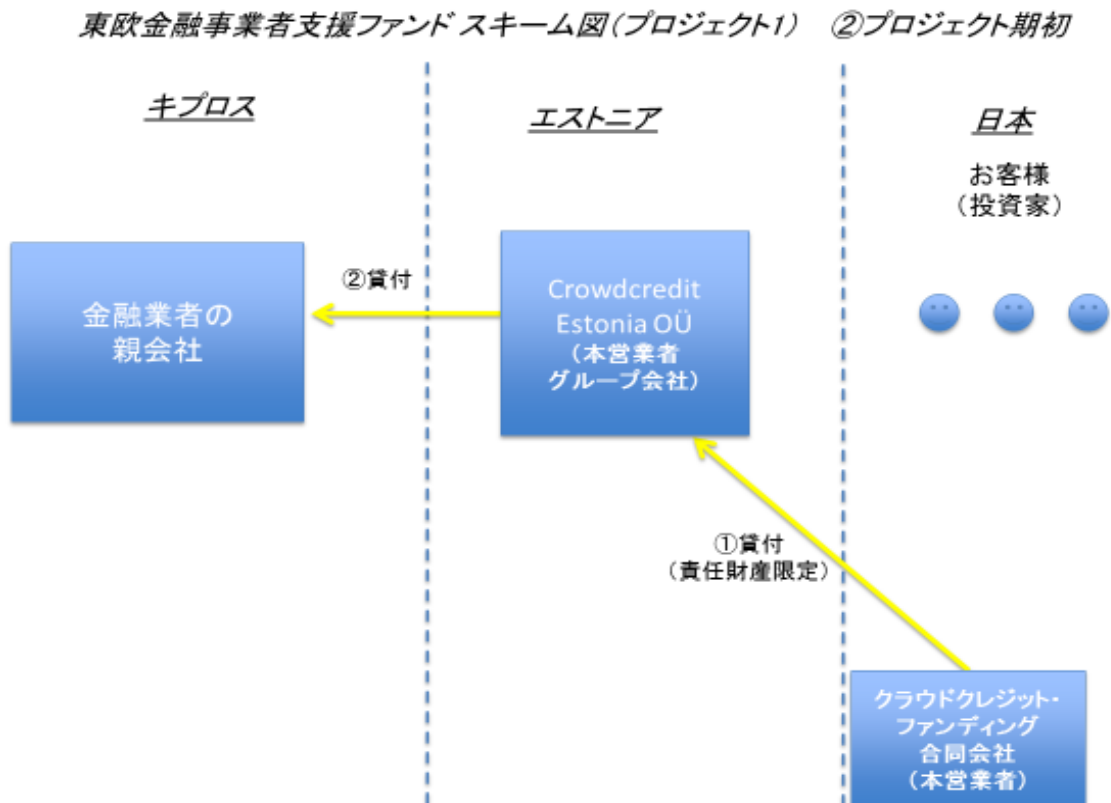 東欧金融事業者支援ファンド スキーム図(プロジェクト1) ②プロジェクト期初
キプロス
エストニア
日本
お客様
(投資家)
金融業者の
親会社
②貸付
Crowdcredit
Estonia OÜ
(本営業者
グループ会社)
①貸付
(責任財産限定)
クラウドクレジット・
ファンディング
合同会社
(本営業者)